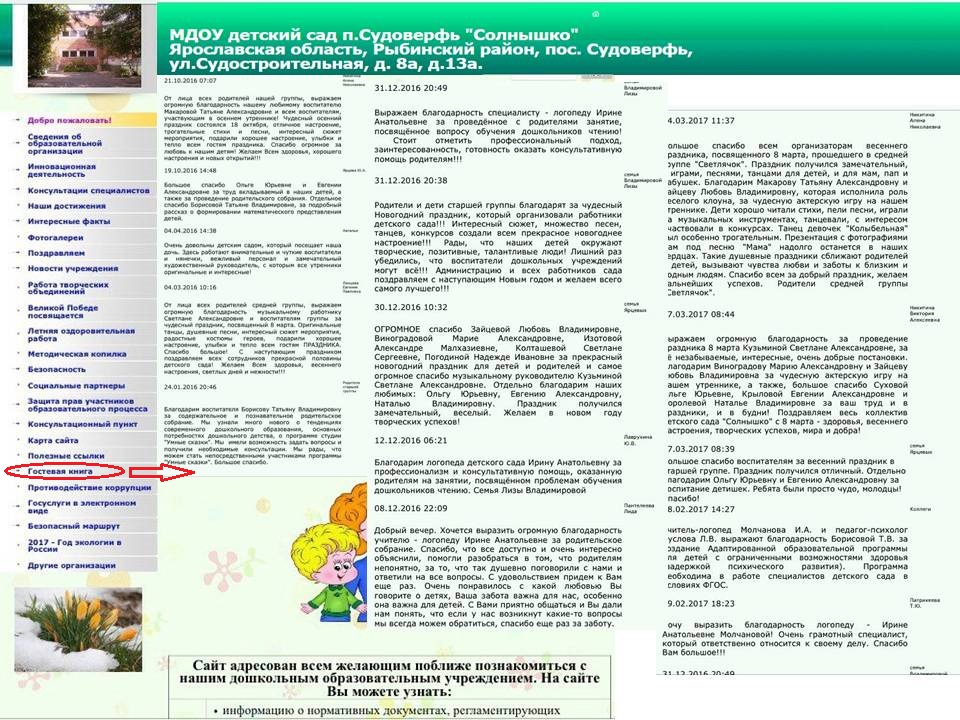 МДОУ детский сад п.Судоверфь "Солнышко"
Ярославская область, Рыбинский район, пос. Судоверфь,
ул.Судостроительная, д. 8а, д.13а.
Добро пожаловать!
Сведения об
образовательной
организации
Инновационная
деятельность
Консультации специалистов
Наши достижения
Интересные факты
Фотогалереи
Поздравляем
Новости учреждения
Работа творческих
объединений
Великой Победе
посвящается
Летняя оздоровительная
работа
Методическая копилка
Безопасность
Социальные партнеры
Защита прав участников
образовательного процесса
Консультационный пункт
Карта сайта
Полезные ссылки
Гостевая книга
Противодействие коррупции
Госуслуги в электронном
виде
Безопасный маршрут
2017 - Год экологии в
России
Другие организации
21.10.2016 07:07
От лица всех родителей нашей группы, выражаем
огромную благодарность нашему любимому воспитателю
Макаровой Татьяне Александровне и всем воспитателям,
участвующим в осеннем утреннике! Чудесный осенний
праздник состоялся 18 октября, отличное настроение,
трогательные стихи и песни, интересный сюжет
мероприятия, подарили хорошее настроение, улыбки и
тепло всем гостям праздника. Спасибо огромное за
любовь к нашим детям! Желаем Всем здоровья, хорошего
настроения и новых открытий!!!
19.10.2016 14:48
Большое спасибо Ольге Юрьевне и Евгении
Александровне за труд вкладываемый в наших детей, а
также за проведение родительского собрания. Отдельное
спасибо Борисовой Татьяне Владимировне, за подробный
рассказ о формировании математического представления
детей.
04.04.2016 14:38
Очень довольны детским садом, который посещает наша
дочь. Здесь работают внимательные и чуткие воспитатели
и нянечки, вежливый персонал и замечательный
художественный руководитель, с которым все утренники
оригинальные и интересные!
04.03.2016 10:16
От лица всех родителей средней группы, выражаем
огромную благодарность музыкальному работнику
Светлане Александровне и воспитателям группы за
чудесный праздник, посвященный 8 марта. Оригинальные
танцы, душевные песни, интересный сюжет мероприятия,
радостные костюмы героев, подарили хорошее
настроение, улыбки и тепло всем гостям ПРАЗДНИКА.
Спасибо большое! С наступающим праздником
поздравляем всех сотрудников прекрасной половины
детского сада! Желаем Всем здоровья, весеннего
настроения, светлых дней и нежности!!!
24.01.2016 20:46
Благодарим воспитателя Борисову Татьяну Владимировну
за содержательное и познавательное родительское
собрание. Мы узнали много нового о тенденциях
современного дошкольного образования, основных
потребностях дошкольного детства, о программе студии
"Умные сказки". Мы имели возможность задать вопросы и
получили необходимые консультации. Мы рады, что
можем стать непосредственными участниками программы
"Умные сказки". Большое спасибо.
31.12.2016 20:49
Владимировой
Лизы
Выражаем благодарность специалисту - логопеду Ирине
Анатольевне за проведённое с родителями занятие,
посвящённое вопросу обучения дошкольников чтению!
Стоит отметить профессиональный подход,
заинтересованность, готовность оказать консультативную
помощь родителям!!!
31.12.2016 20:38
семья
Владимировой
Лизы
Родители и дети старшей группы благодарят за чудесный
Новогодний праздник, который организовали работники
детского сада!!! Интересный сюжет, множество песен,
танцев, конкурсов создали всем прекрасное новогоднее
настроение!!! Рады, что наших детей окружают
творческие, позитивные, талантливые люди! Лишний раз
убедились, что воспитатели дошкольных учреждений
могут всё!!! Администрацию и всех работников сада
поздравляем с наступающим Новым годом и желаем всего
самого лучшего!!!
30.12.2016 10:32
семья
Ярцевых
ОГРОМНОЕ спасибо Зайцевой Любовь Владимировне,
Виноградовой Марие Александровне, Изотовой
Александре Малхазиевне, Колташевой Светлане
Сергеевне, Погодиной Надежде Ивановне за прекрасный
новогодний праздник для детей и родителей и самое
огромное спасибо музыкальному руководителю Кузьминой
Светлане Александровне. Отдельно благодарим наших
любимых: Ольгу Юрьевну, Евгению Александровну,
Наталью Владимировну. Праздник получился
замечательный, веселый. Желаем в новом году
творческих успехов!
12.12.2016 06:21
Лаврухина
Ю.В.
Благодарим логопеда детского сада Ирину Анатольевну за
профессионализм и консультативную помощь, оказанную
родителям на занятии, посвящённом проблемам обучения
дошкольников чтению. Семья Лизы Владимировой
08.12.2016 22:09
Пантелеева
Лида
Добрый вечер. Хочется выразить огромную благодарность
учителю - логопеду Ирине Анатольевне за родительское
собрание. Спасибо, что все доступно и очень интересно
объяснили, помогли разобраться в том, что родителям
непонятно, за то, что так душевно поговорили с нами и
ответили на все вопросы. С удовольствием придем к Вам
еще раз. Очень понравилось с какой любовью Вы
говорите о детях, Ваша забота важна для нас, особенно
она важна для детей. С Вами приятно общаться и Вы дали
нам понять, что если у нас возникнут какие-то вопросы
мы всегда можем обратиться, спасибо еще раз за заботу.
4.03.2017 11:37
Никитина
Алена
Николаевна
ольшое спасибо всем организаторам весеннего
раздника, посвященного 8 марта, прошедшего в средней
руппе "Светлячок". Праздник получился замечательный,
играми, песнями, танцами для детей, и для мам, пап и
абушек. Благодарим Макарову Татьяну Александровну и
айцеву Любовь Владимировну, которая исполнила роль
еселого клоуна, за чудесную актерскую игру на нашем
треннике. Дети хорошо читали стихи, пели песни, играли
а музыкальных инструментах, танцевали, с интересом
частвовали в конкурсах. Танец девочек "Колыбельная"
ыл особенно трогательным. Презентация с фотографиями
ам под песню "Мама" надолго останется в наших
ердцах. Такие душевные праздники сближают родителей
детей, вызывают чувства любви и заботы к близким и
одным людям. Спасибо всем за добрый праздник, желаем
альнейших успехов. Родители средней группы
Светлячок".
7.03.2017 08:44
Никитина
Виктория
Алексеевна
ыражаем огромную благодарность за проведение
раздника 8 марта Кузьминой Светлане Александровне, за
ё незабываемые, интересные, очень добрые постановки.
лагодарим Виноградову Марию Александровну и Зайцеву
юбовь Владимировна за чудесную актерскую игру на
ашем утреннике, а также, большое спасибо Суховой
льге Юрьевне, Крыловой Евгении Александровне и
оролевой Наталье Владимировне за ваш труд и в
раздники, и в будни! Поздравляем весь коллектив
етского сада "Солнышко" с 8 марта - здоровья, весеннего
астроения, творческих успехов, мира и добра!
7.03.2017 08:39
семья
Ярцевых
ольшое спасибо воспитателям за весенний праздник в
таршей группе. Праздник получился отличный. Отдельно
лагодарим Ольгу Юрьевну и Евгению Александровну за
оспитание детишек. Ребята были просто чудо, молодцы!
пасибо!
8.02.2017 14:27
Коллеги
читель-логопед Молчанова И.А. и педагог-психолог
услова Л.В. выражают благодарность Борисовой Т.В. за
оздание Адаптированной образовательной программы
ля детей с ограниченными возможностями здоровья
задержкой психического развития). Программа
еобходима в работе специалистов детского сада в
словиях ФГОС.
9.02.2017 18:23
Патрикеева
Т.Ю.
очу выразить благодарность логопеду - Ирине
Анатольевне Молчановой! Очень грамотный специалист,
который ответственно относится к своему делу. Спасибо
Вам большое!!!
31.12.2016 20:49
семья
Владимировой
Сайт адресован всем желающим поближе познакомиться с
нашим дошкольным образовательным учреждением. На сайте
Вы можете узнать:
• информацию о нормативных документах, регламентирующих